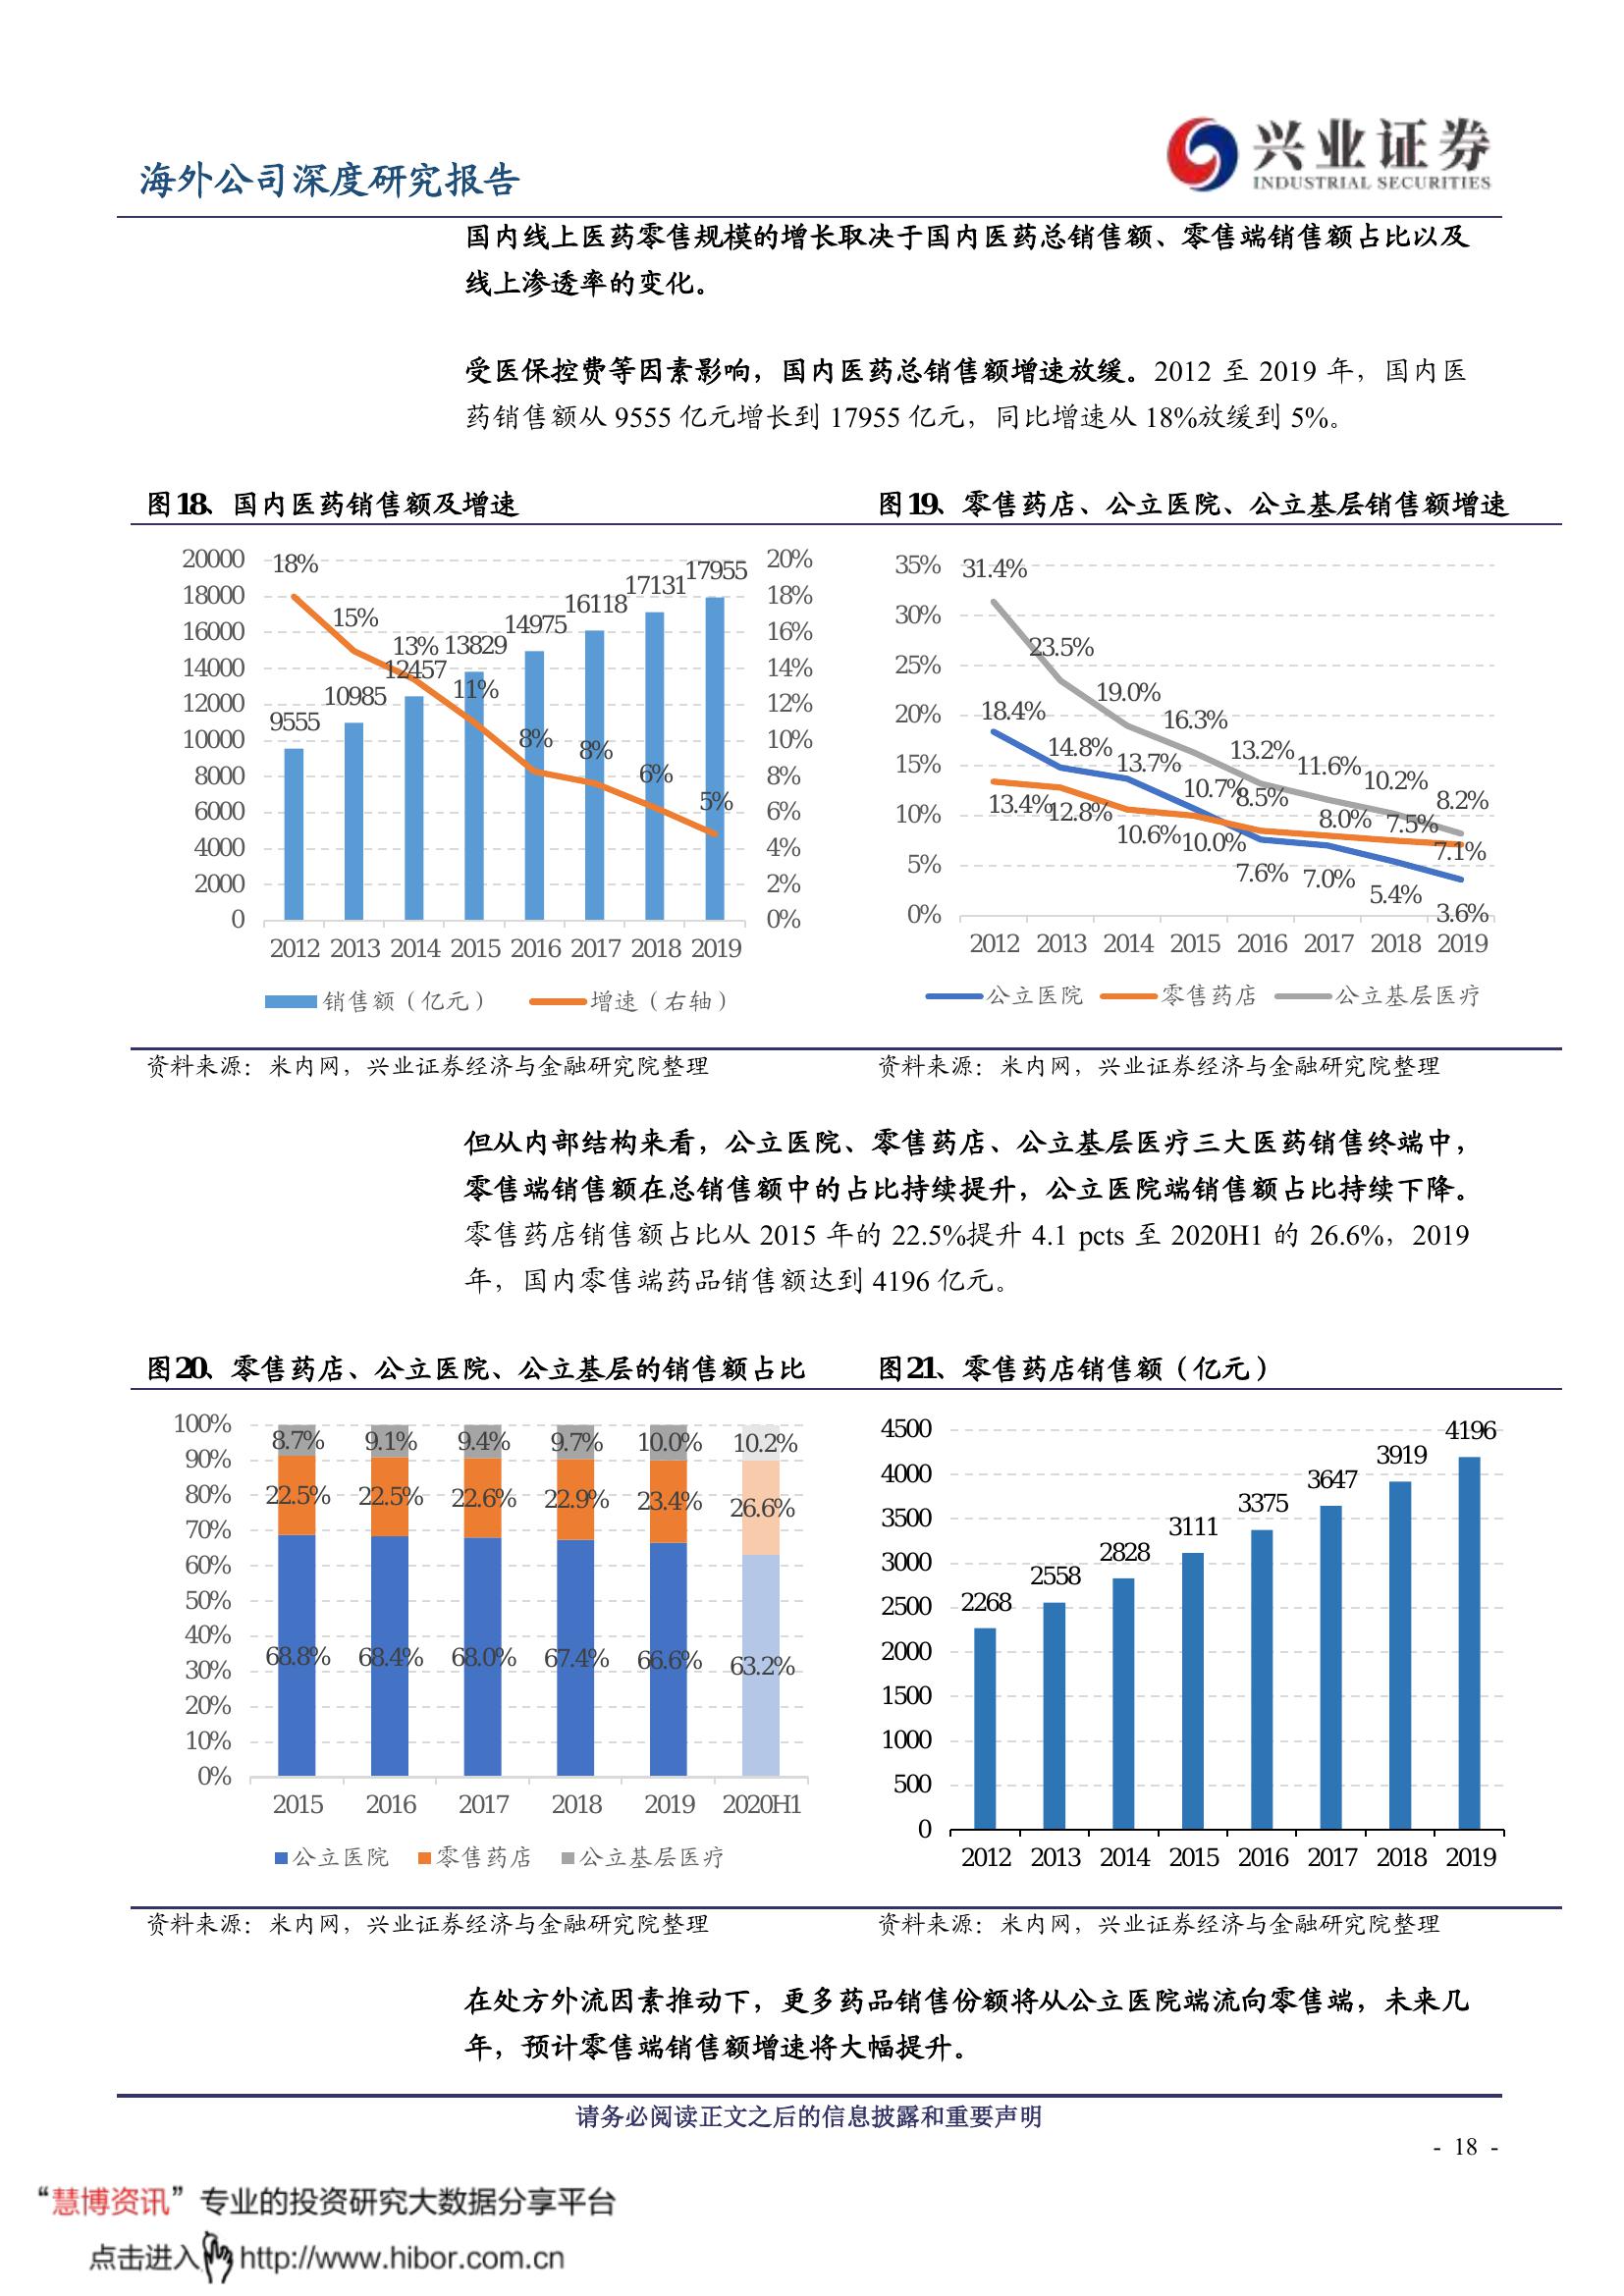 海外公司深度研究报告
兴业证券
INDUSTRIAL SECURITIES
国内线上医药零售规模的增长取决于国内医药总销售额、零售端销售额占比以及
线上渗透率的变化。
受医保控费等因素影响，国内医药总销售额增速放缓。2012 至 2019 年，国内医
药销售额从 9555 亿元增长到 17955 亿元，同比增速从 18%放缓到 5%。
图18、国内医药销售额及增速
20000
18000
16000
14000
12000
10000
8000
6000
4000
2000
0
9555
10985
12457
13829
14975
16118
17131
17955
18%
15%
13%
11%
8%
8%
6%
5%
20%
18%
16%
14%
12%
10%
8%
6%
4%
2%
0%
2012 2013 2014 2015 2016 2017 2018 2019
销售额（亿元） 增速（右轴）
图19、零售药店、公立医院、公立基层销售额增速
35%
30%
25%
20%
15%
10%
5%
0%
31.4%
23.5%
19.0%
16.3%
13.2%
11.6%
10.2%
8.2%
18.4%
14.8%
13.7%
10.7%
7.6%
7.0%
5.4%
3.6%
13.4%
12.8%
10.6%
10.0%
8.5%
8.0%
7.5%
7.1%
2012 2013 2014 2015 2016 2017 2018 2019
公立医院 零售药店 公立基层医疗
资料来源：米内网，兴业证券经济与金融研究院整理
资料来源：米内网，兴业证券经济与金融研究院整理
但从内部结构来看，公立医院、零售药店、公立基层医疗三大医药销售终端中，
零售端销售额在总销售额中的占比持续提升，公立医院端销售额占比持续下降。
零售药店销售额占比从 2015 年的 22.5%提升 4.1 pcts 至 2020H1 的 26.6%，2019
年，国内零售端药品销售额达到 4196 亿元。
图20、零售药店、公立医院、公立基层的销售额占比
100%
90%
80%
70%
60%
50%
40%
30%
20%
10%
0%
8.7% 9.1% 9.4% 9.7% 10.0% 10.2%
22.5% 22.5% 22.6% 22.9% 23.4% 26.6%
68.8% 68.4% 68.0% 67.4% 66.6% 63.2%
2015 2016 2017 2018 2019 2020H1
公立医院 零售药店 公立基层医疗
图21、零售药店销售额（亿元）
4500
4000
3500
3000
2500
2000
1500
1000
500
0
2268
2558
2828
3111
3375
3647
3919
4196
2012 2013 2014 2015 2016 2017 2018 2019
资料来源：米内网，兴业证券经济与金融研究院整理
资料来源：米内网，兴业证券经济与金融研究院整理
在处方外流因素推动下，更多药品销售份额将从公立医院端流向零售端，未来几
年，预计零售端销售额增速将大幅提升。
请务必阅读正文之后的信息披露和重要声明
- 18 -
“慧博资讯”专业的投资研究大数据分享平台
点击进入 http://www.hibor.com.cn